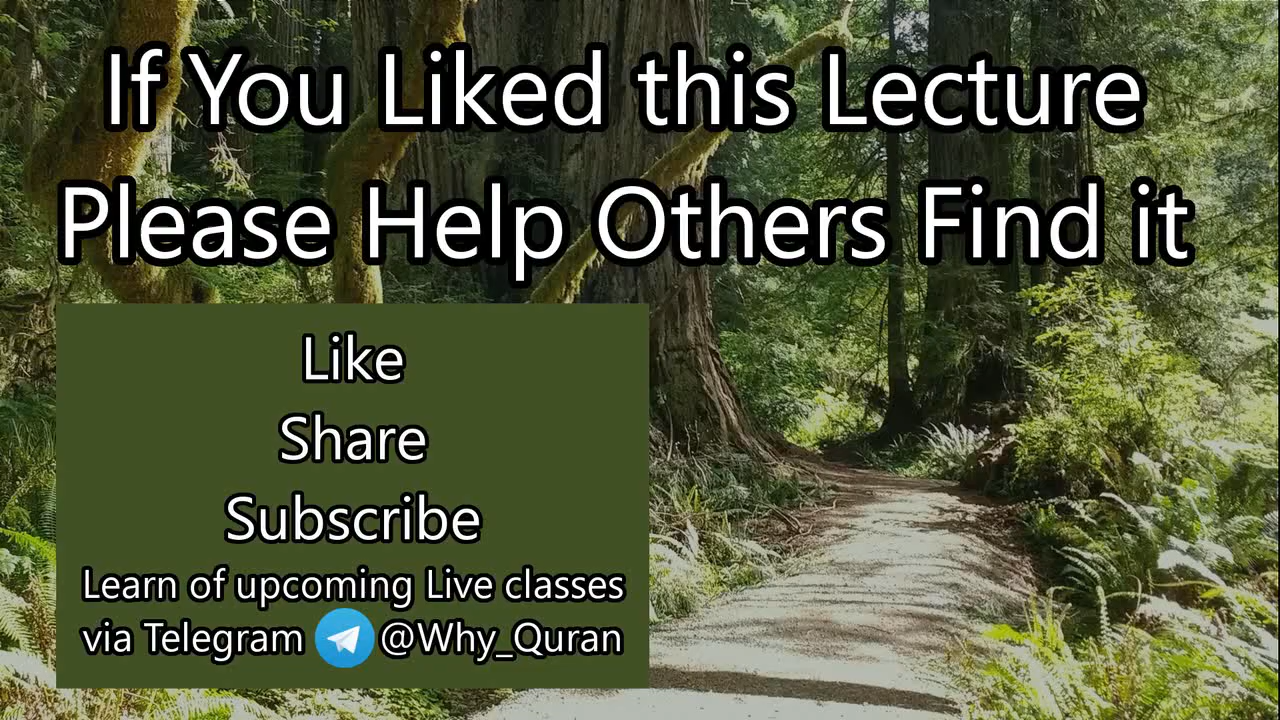 If You Liked this Lecture
Please Help Others Find it
Like
Share
Subscribe
Learn of upcoming Live classes
via Telegram @Why_Quran